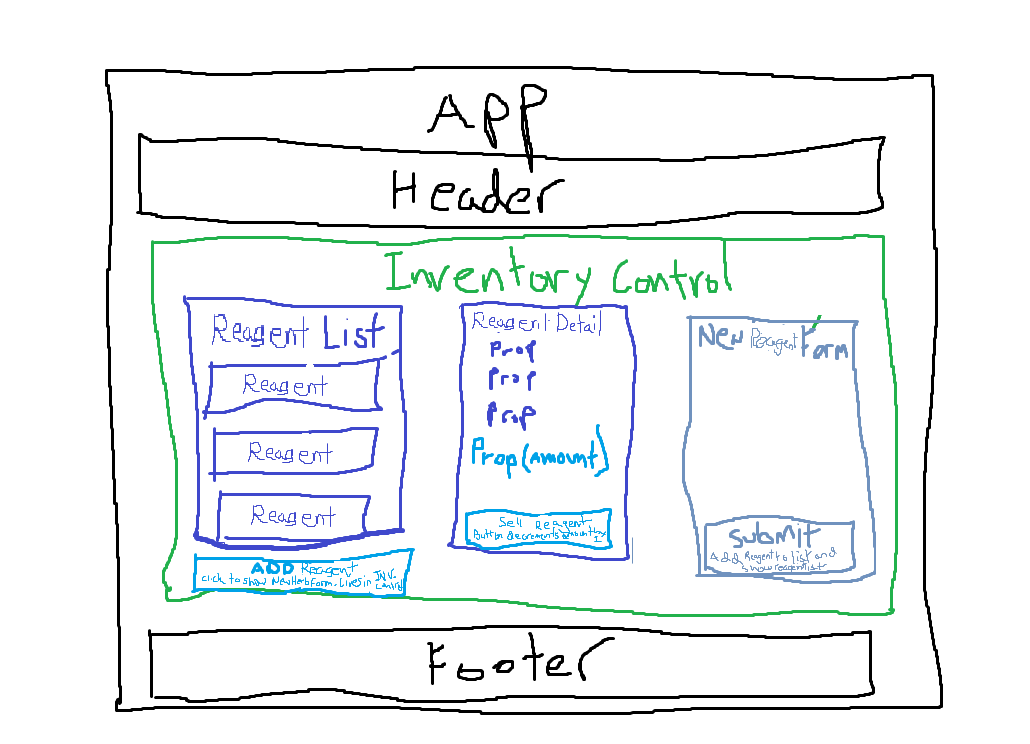 APP
Header
Inventory Control
Reagent List
Reagent
Reagent
Reagent
ADD Reagent
click to show NewHerbForm. Lives in INV. Control
Reagent Detail
Prop
Prop
Prop
Prop (Amount)
Sell Reagent
Button decrements amount by 1
New Reagent Form
Submit
Add Reagent to list and
show reagentlist
Footer